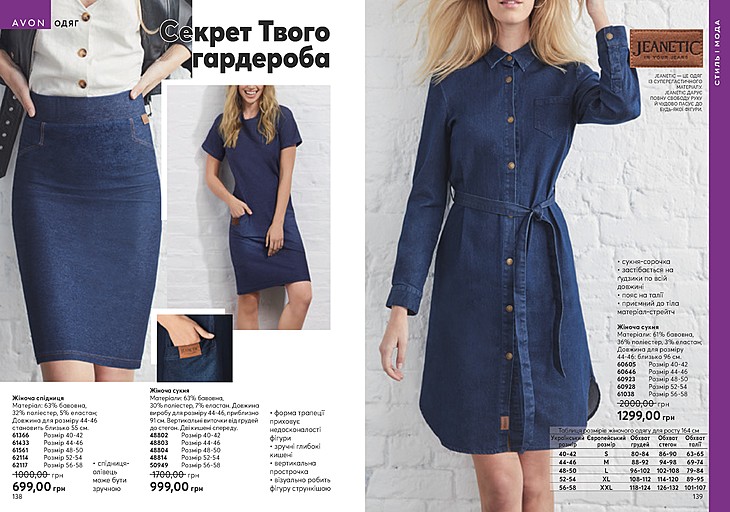 AVON ОДЯГ
Секрет Твого
гардероба
JEANETIC
IN YOUR JEANS
JEANETIC — ЦЕ ОДЯГ
ІЗ СУПЕРЕЛАСТИЧНОГО
МАТЕРІАЛУ.
JEANETIC ДАРУЄ
ПОВНУ СВОБОДУ РУХУ
Й ЧУДОВО ПАСУЄ ДО
БУДЬ-ЯКОЇ ФІГУРИ.
СТИЛЬ І МОДА
Жіноча спідниця
Матеріал: 63% бавовна,
32% поліестер, 5% еластан;
Довжина для розміру 44-46
становить близько 55 см.
61366 Розмір 40-42
61433 Розмір 44-46
61561 Розмір 48-50
62114 Розмір 52-54
62117 Розмір 56-58
1000,00 грн
699,00 грн
138
• спідниця-
олівець
може бути
зручною
Жіноча сукня
Матеріали: 63% бавовна,
30% поліестер, 7% еластан. Довжина
виробу для розміру 44-46, приблизно
91 см. Вертикальні виточки від грудей
до стегон. Дві кишені спереду.
48802 Розмір 40-42
48803 Розмір 44-46
48804 Розмір 48-50
48814 Розмір 52-54
50949 Розмір 56-58
1700,00 грн
999,00 грн
• форма трапеції
приховує
недосконалості
фігури
• зручні глибокі
кишені
• вертикальна
прострочка
• візуально робить
фігуру стрункішою
• сукня-сорочка
• застібається на
ґудзики по всій
довжині
• пояс на талії
• приємний до тіла
матеріал-стретч
Жіноча сукня
Матеріали: 61% бавовна,
36% поліестер, 3% еластан;
Довжина для розміру
44-46: близько 96 см.
60605 Розмір 40-42
60646 Розмір 44-46
60923 Розмір 48-50
60928 Розмір 52-54
61038 Розмір 56-58
2000,00 грн
1299,00 грн
Таблиця розмірів жіночого одягу для росту 164 см
Український розмір Європейський розмір Обхват грудей Обхват стегон Обхват талії
40-42 S 80-84 86-90 63-65
44-46 M 88-92 94-98 69-74
48-50 L 96-102 102-108 79-84
52-54 XL 108-112 114-120 89-95
56-58 XXL 118-124 126-132 101-107
139